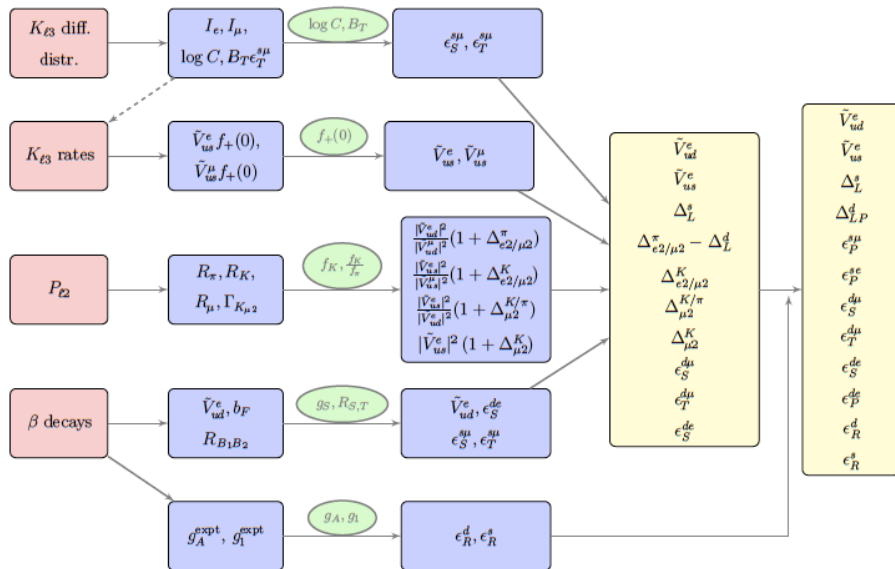 K_{ℓ3} diff.
distr.
I_e, I_μ,
log C, B_T ϵ_T^{sμ}
log C, B_T
ϵ_S^{sμ}, ϵ_T^{sμ}
K_{ℓ3} rates
Ṽ_{us}^e f_+(0),
Ṽ_{us}^μ f_+(0)
f_+(0)
Ṽ_{us}^e, Ṽ_{us}^μ
P_{ℓ2}
R_π, R_K,
R_μ, Γ_{K_{μ2}}
f_K, f_K/f_π
|Ṽ_{ud}^e|^2/|Ṽ_{ud}^μ|^2 (1 + Δ_{e2/μ2}^π)
|Ṽ_{us}^e|^2/|Ṽ_{us}^μ|^2 (1 + Δ_{e2/μ2}^K)
|Ṽ_{us}^e|^2/|Ṽ_{ud}^e|^2 (1 + Δ_{μ2}^{K/π})
|Ṽ_{us}^e|^2 (1 + Δ_{μ2}^K)
β decays
Ṽ_{ud}^e, b_F
R_{B_1B_2}
g_S, R_{S,T}
Ṽ_{ud}^e, ϵ_S^{de}
ϵ_S^{sμ}, ϵ_T^{sμ}
g_A^{expt}, g_1^{expt}
g_A, g_1
ϵ_R^d, ϵ_R^s
Ṽ_{ud}^e
Ṽ_{us}^e
Δ_L^s
Δ_{e2/μ2}^π − Δ_L^d
Δ_{e2/μ2}^K
Δ_{μ2}^{K/π}
Δ_{μ2}^K
ϵ_S^{dμ}
ϵ_T^{dμ}
ϵ_S^{de}
Ṽ_{ud}^e
Ṽ_{us}^e
Δ_L^s
Δ_{LP}^d
ϵ_P^{sμ}
ϵ_P^{se}
ϵ_S^{dμ}
ϵ_T^{dμ}
ϵ_S^{de}
ϵ_P^{de}
ϵ_R^d
ϵ_R^s